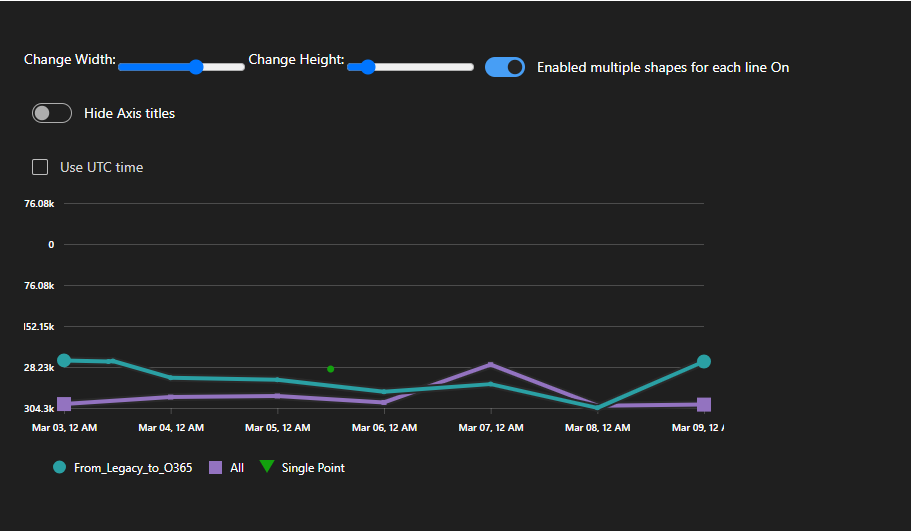 Change Width: Change Height: Enabled multiple shapes for each line On
Hide Axis titles
Use UTC time
76.08k
0
76.08k
152.15k
28.23k
304.3k
Mar 03, 12 AM Mar 04, 12 AM Mar 05, 12 AM Mar 06, 12 AM Mar 07, 12 AM Mar 08, 12 AM Mar 09, 12
From_Legacy_to_O365 All Single Point